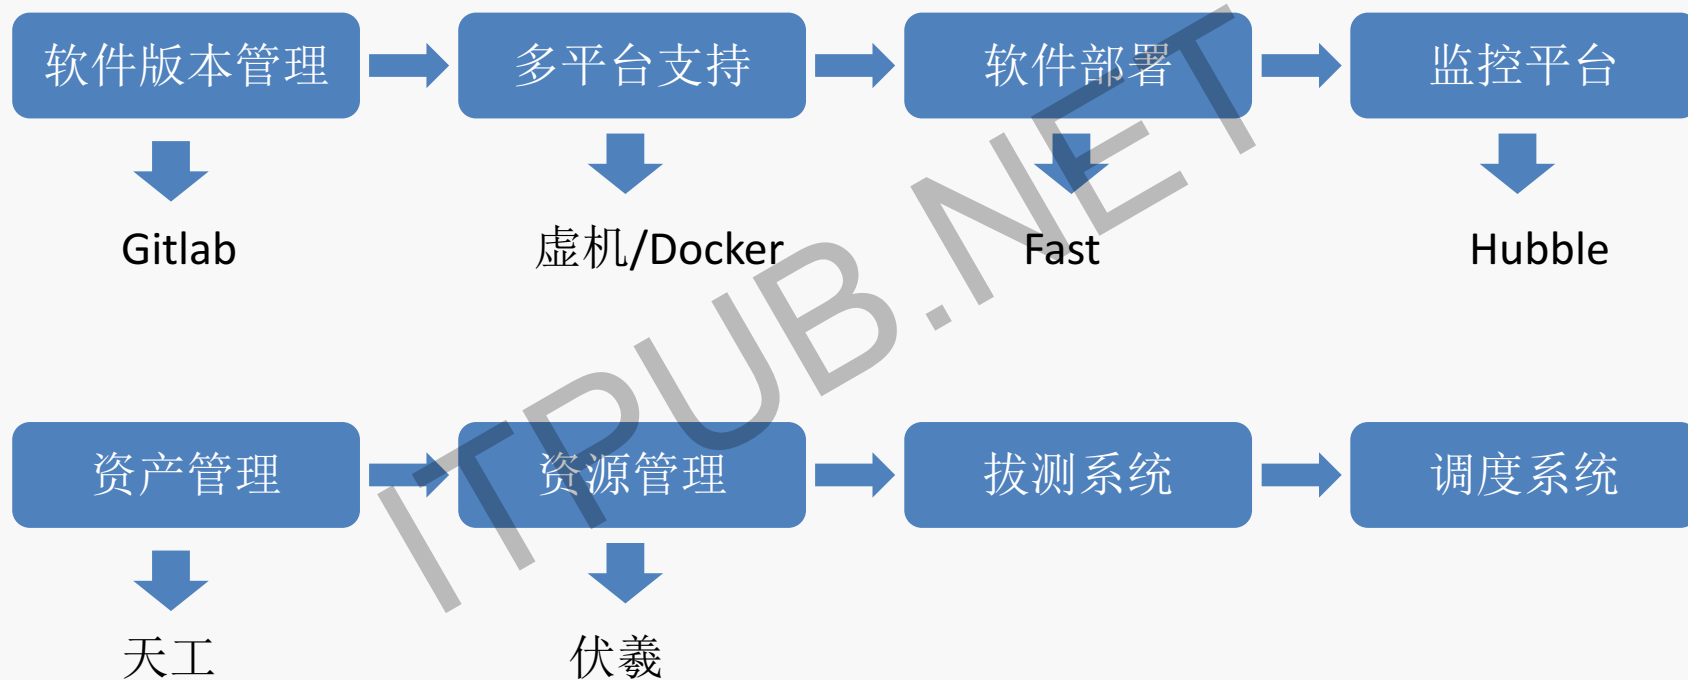 软件版本管理
多平台支持
软件部署
监控平台
Gitlab
虚机/Docker
Fast
Hubble
资产管理
资源管理
拔测系统
调度系统
天工
伏羲
ITPUB.NET